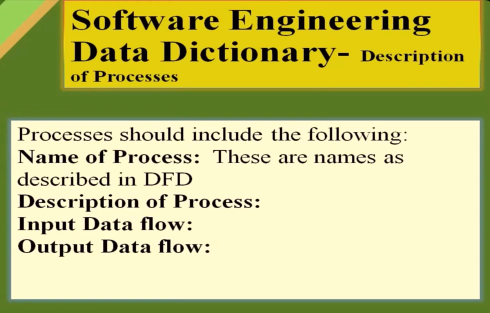 Software Engineering
Data Dictionary- Description
of Processes
Processes should include the following:
Name of Process: These are names as
described in DFD
Description of Process:
Input Data flow:
Output Data flow: